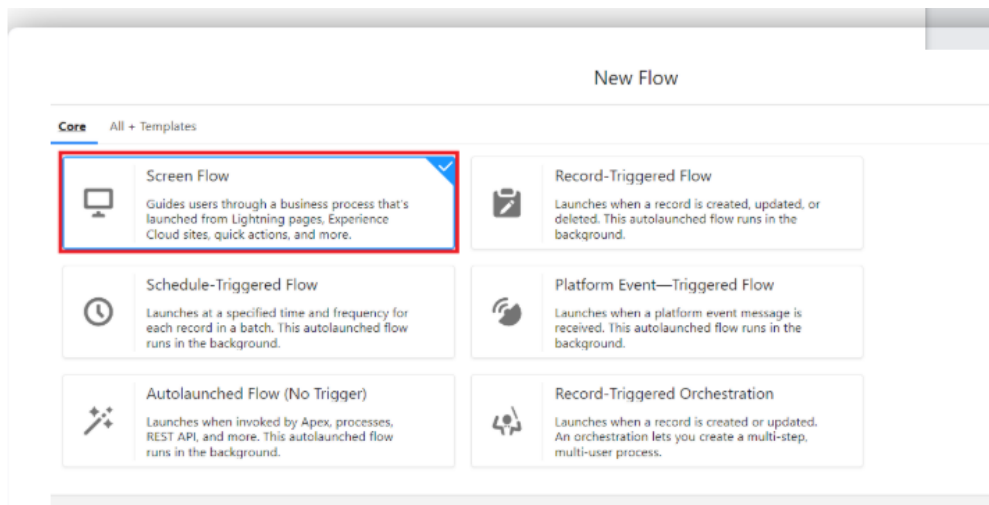 New Flow
Core
All + Templates
Screen Flow
Guides users through a business process that's
launched from Lightning pages, Experience
Cloud sites, quick actions, and more.
Record-Triggered Flow
Launches when a record is created, updated, or
deleted. This autolaunched flow runs in the
background.
Schedule-Triggered Flow
Launches at a specified time and frequency for
each record in a batch. This autolaunched flow
runs in the background.
Platform Event—Triggered Flow
Launches when a platform event message is
received. This autolaunched flow runs in the
background.
Autolaunched Flow (No Trigger)
Launches when invoked by Apex, processes,
REST API, and more. This autolaunched flow
runs in the background.
Record-Triggered Orchestration
Launches when a record is created or updated.
An orchestration lets you create a multi-step,
multi-user process.